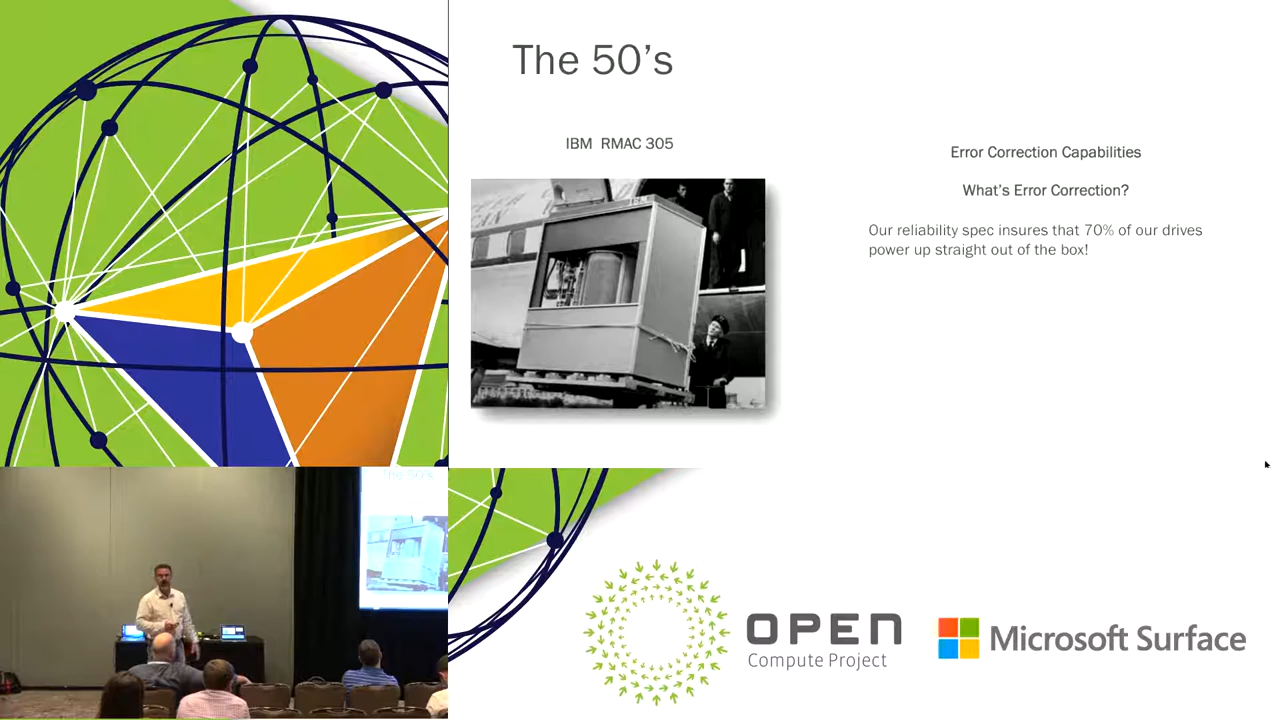 The 50's
IBM RMAC 305
Error Correction Capabilities
What's Error Correction?
Our reliability spec insures that 70% of our drives
power up straight out of the box!
IBM
OPEN
Compute Project
Microsoft Surface